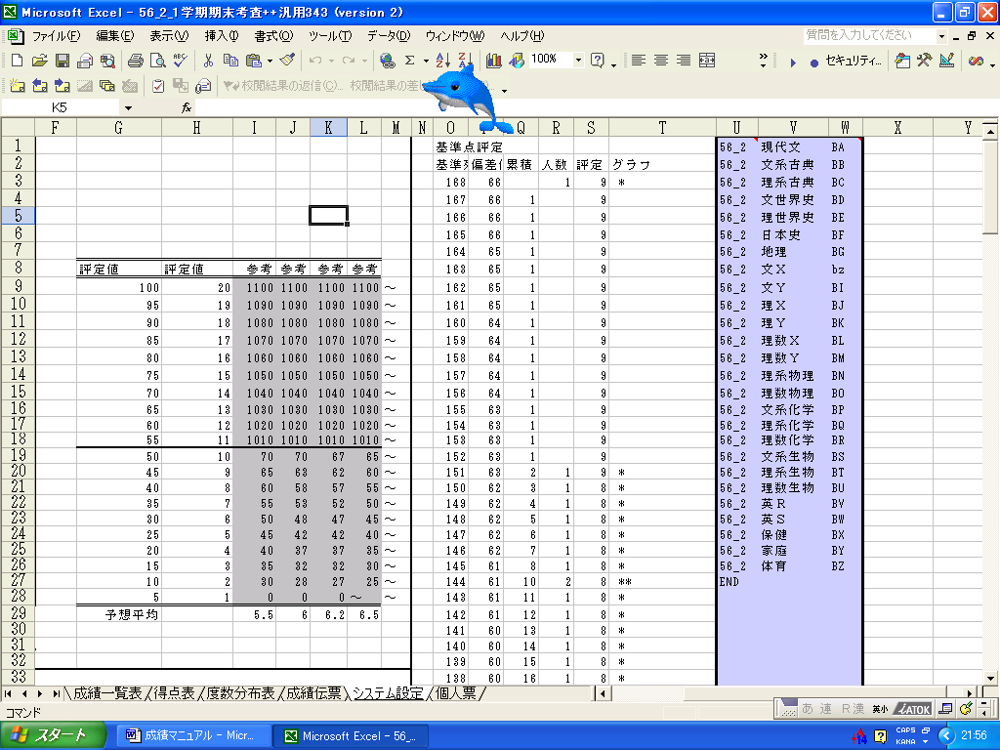 Microsoft Excel - 56_2_1学期期末考査++汎用343 (version 2)
ファイル(F) 編集(E) 表示(V) 挿入(I) 書式(O) ツール(T) データ(D) ウィンドウ(W) ヘルプ(H) 質問を入力してください
100% セキュリティ...
校閲結果の返信(C)... 校閲結果の差
K5 fx
F G H I J K L M N O Q R S T U V W X Y
1 基準点評定 56_2 現代文 BA
2 累積 人数 評定 グラフ 56_2 文系古典 BB
3 168 66 1 9 * 56_2 理系古典 BC
4 167 66 1 9 56_2 文世界史 BD
5 166 66 1 9 56_2 理世界史 BE
6 165 66 1 9 56_2 日本史 BF
7 164 65 1 9 56_2 地理 BG
8 評定値 評定値 参考 参考 参考 参考 163 65 1 9 56_2 文X bz
9 100 20 1100 1100 1100 1100 ～ 162 65 1 9 56_2 文Y BI
10 95 19 1090 1090 1090 1090 ～ 161 65 1 9 56_2 理X BJ
11 90 18 1080 1080 1080 1080 ～ 160 64 1 9 56_2 理Y BK
12 85 17 1070 1070 1070 1070 ～ 159 64 1 9 56_2 理数X BL
13 80 16 1060 1060 1060 1060 ～ 158 64 1 9 56_2 理数Y BM
14 75 15 1050 1050 1050 1050 ～ 157 64 1 9 56_2 理系物理 BN
15 70 14 1040 1040 1040 1040 ～ 156 64 1 9 56_2 理数物理 BO
16 65 13 1030 1030 1030 1030 ～ 155 63 1 9 56_2 文系化学 BP
17 60 12 1020 1020 1020 1020 ～ 154 63 1 9 56_2 理系化学 BQ
18 55 11 1010 1010 1010 1010 ～ 153 63 1 9 56_2 理数化学 BR
19 50 10 70 70 67 65 ～ 152 63 1 9 56_2 文系生物 BS
20 45 9 65 63 62 60 ～ 151 63 2 1 9 * 56_2 理系生物 BT
21 40 8 60 58 57 55 ～ 150 62 3 1 8 * 56_2 理数生物 BU
22 35 7 55 53 52 50 ～ 149 62 4 1 8 * 56_2 英R BV
23 30 6 50 48 47 45 ～ 148 62 5 1 8 * 56_2 英S BW
24 25 5 45 42 42 40 ～ 147 62 6 1 8 * 56_2 保健 BX
25 20 4 40 37 37 35 ～ 146 62 7 1 8 * 56_2 家庭 BY
26 15 3 35 32 32 30 ～ 145 61 8 1 8 * 56_2 体育 BZ
27 10 2 30 28 27 25 ～ 144 61 10 2 8 ** END
28 5 1 0 0 0 ～ ～ 143 61 11 1 8 *
29 予想平均 5.5 6 6.2 6.5 142 61 12 1 8 *
30 141 60 13 1 8 *
31 140 60 14 1 8 *
32 139 60 15 1 8 *
33 138 60 16 1 8 *
成績一覧表 得点表 度数分布表 成績伝票 システム設定 個人票
コマンド あ 連 R漢 英小 ATOK
スタート 成績マニュアル - Micr... Microsoft Excel - 56_... 14 CAPS KANA 21:56